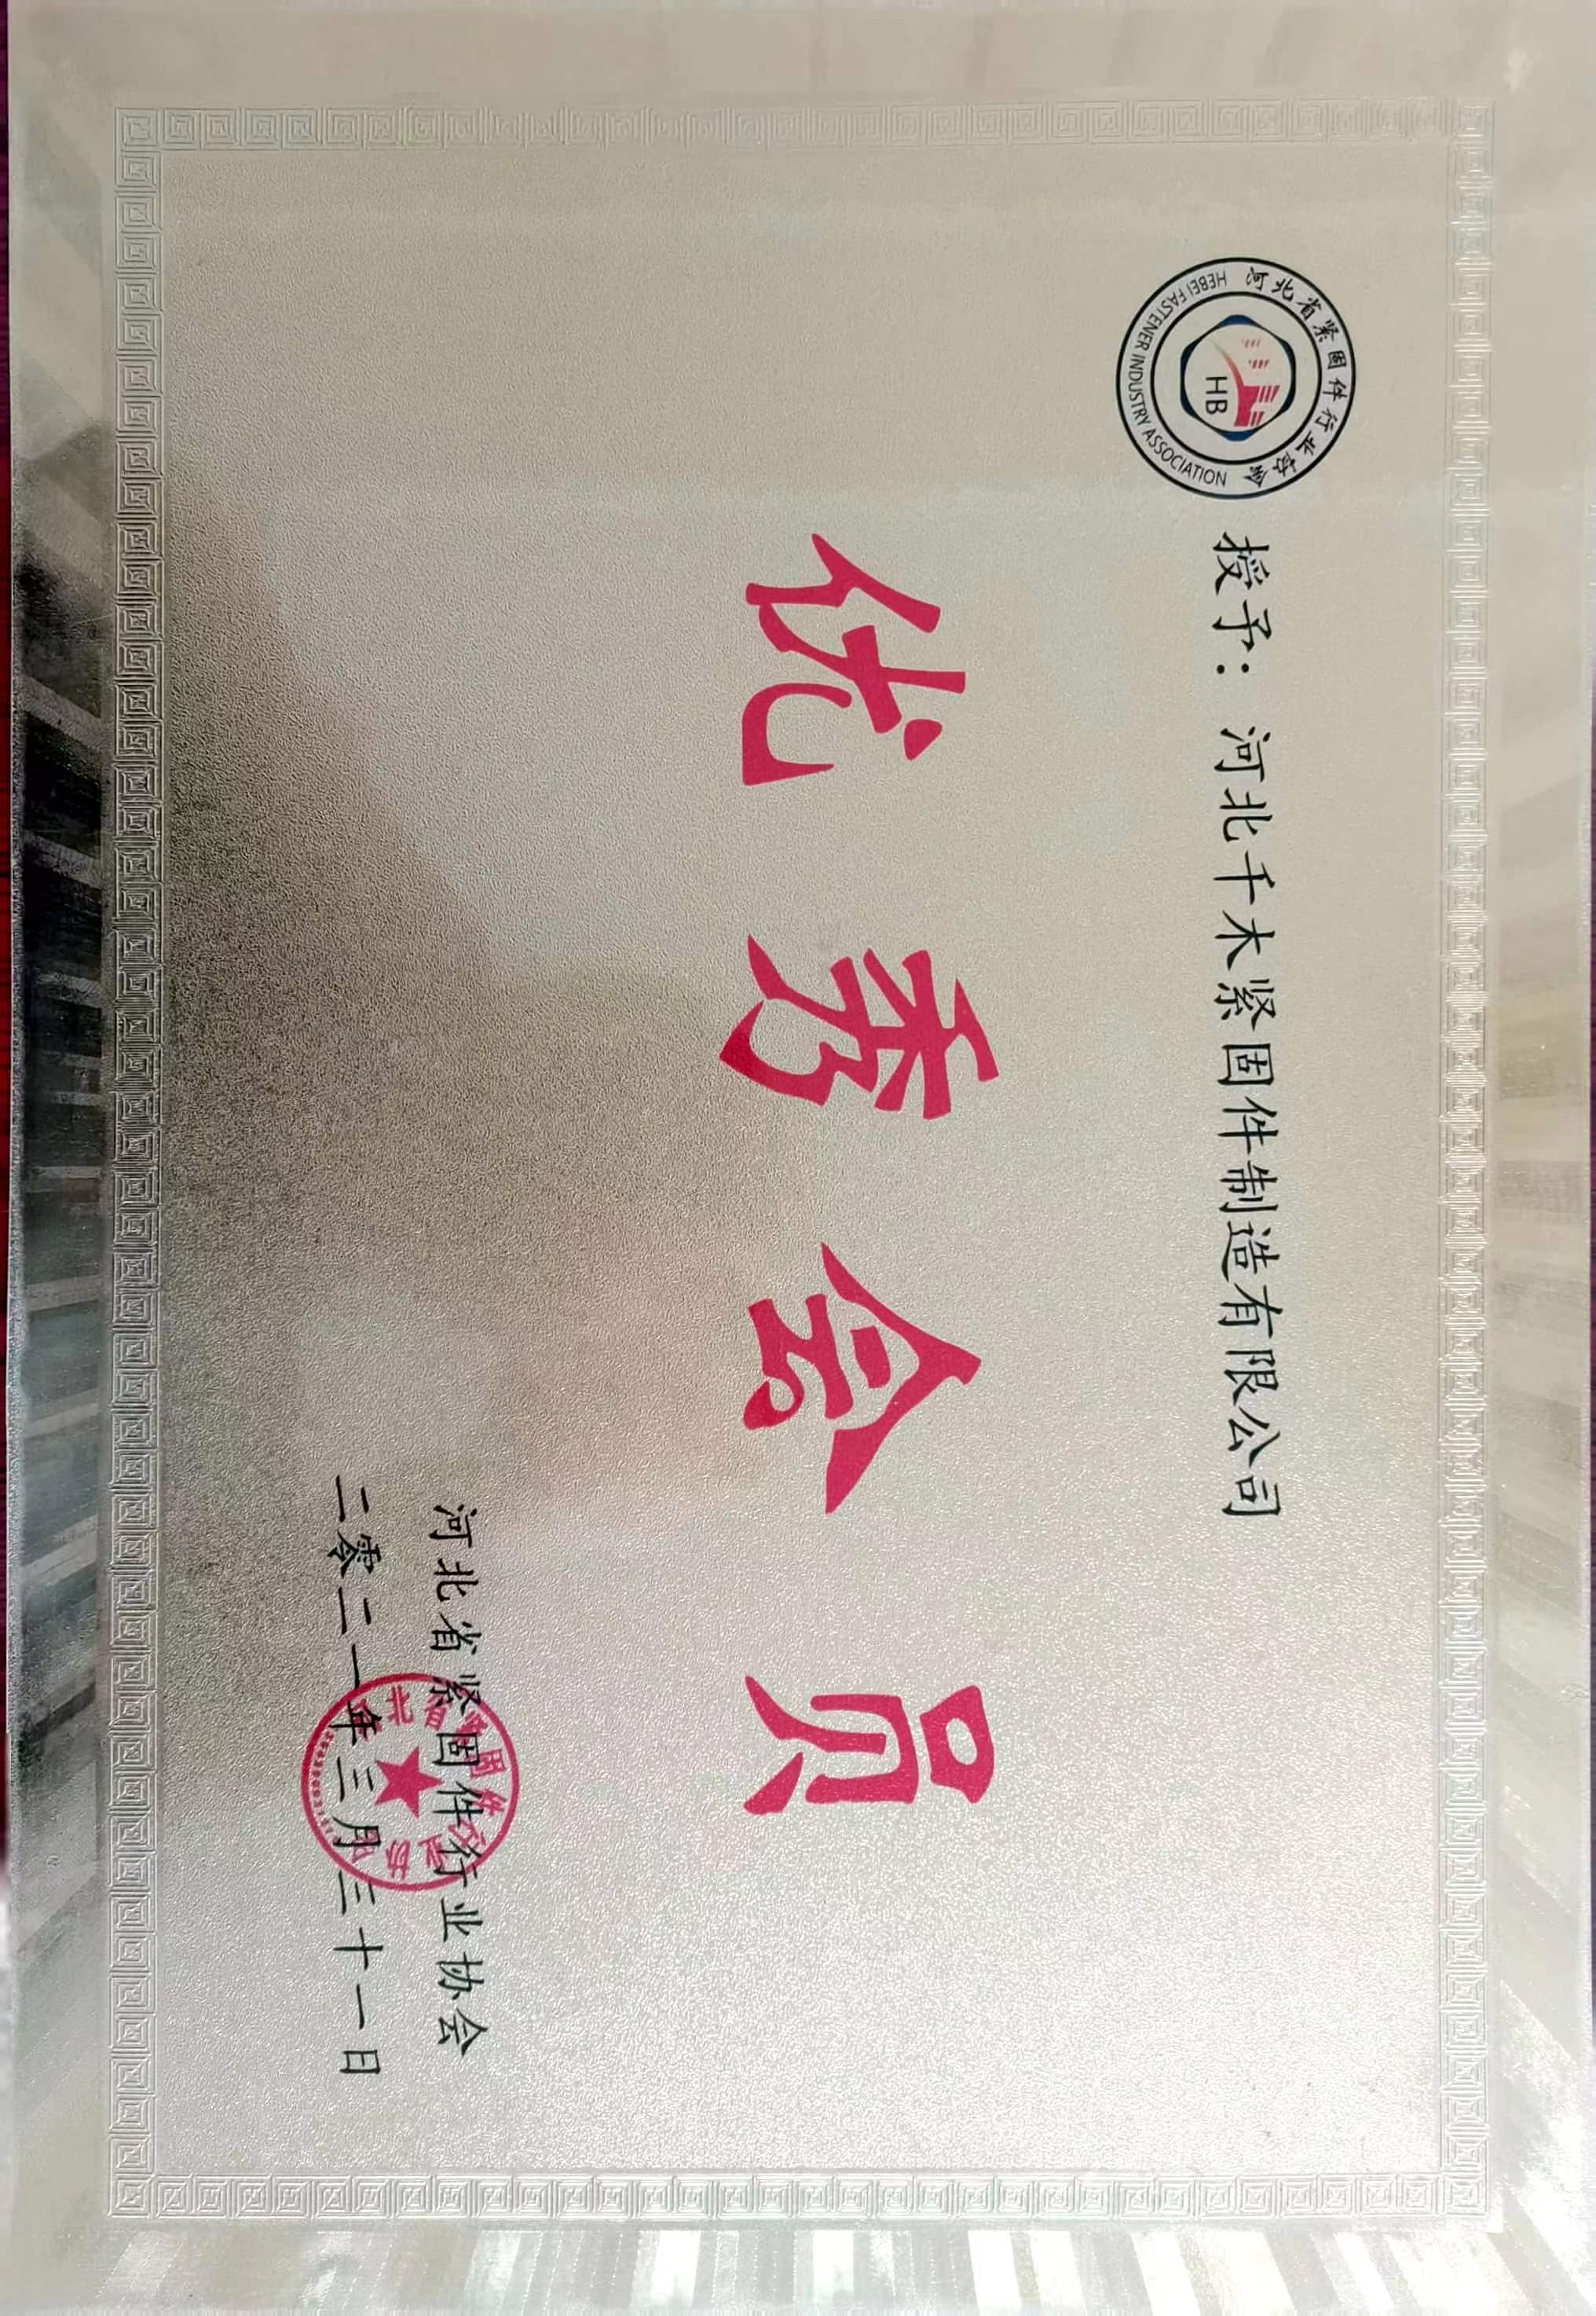 河北省紧固件行业协会
HEBEI FASTENER INDUSTRY ASSOCIATION
HB
授予：河北千木紧固件制造有限公司
优秀会员
河北省紧固件行业协会
二零二一年三月三十一日